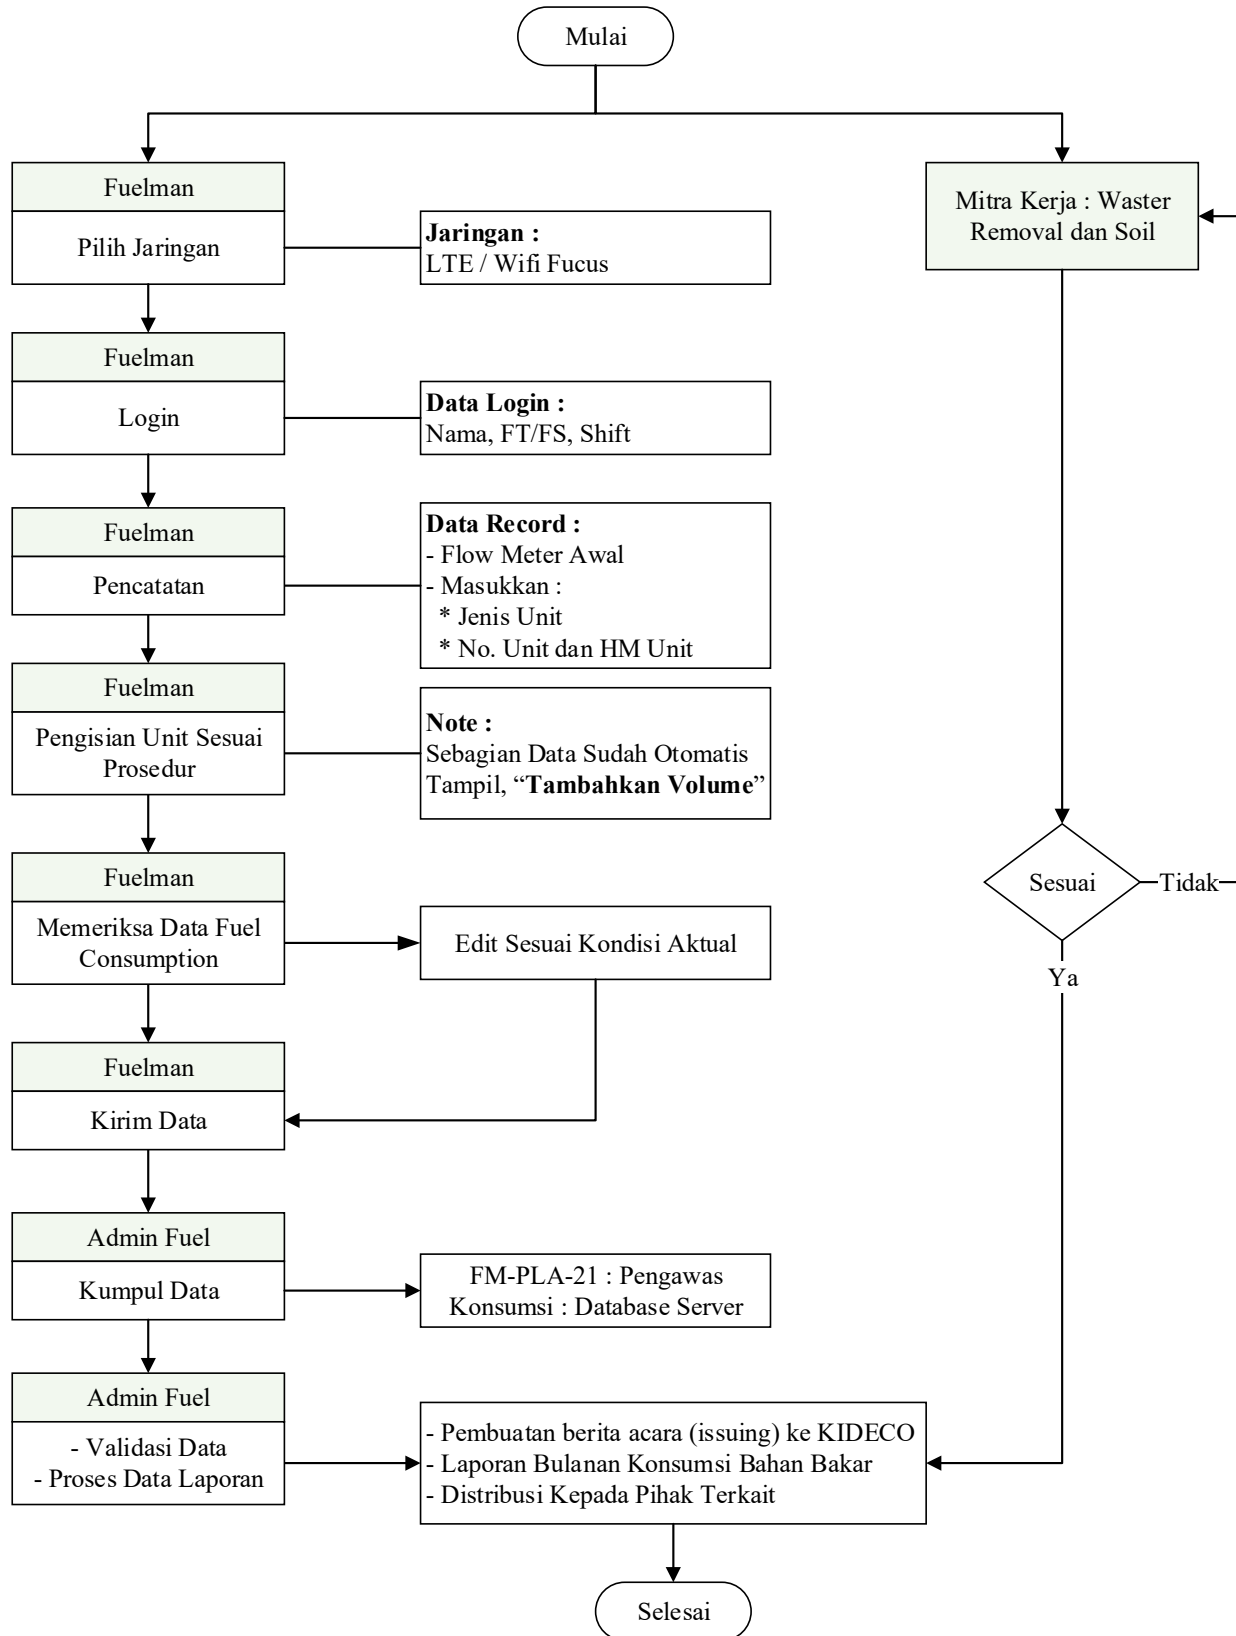 Mulai
Fuelman
Pilih Jaringan
Jaringan :
LTE / Wifi Fucus
Mitra Kerja : Waster
Removal dan Soil
Fuelman
Login
Data Login :
Nama, FT/FS, Shift
Fuelman
Pencatatan
Data Record :
- Flow Meter Awal
- Masukkan :
* Jenis Unit
* No. Unit dan HM Unit
Fuelman
Pengisian Unit Sesuai
Prosedur
Note :
Sebagian Data Sudah Otomatis
Tampil, “Tambahkan Volume”
Fuelman
Memeriksa Data Fuel
Consumption
Edit Sesuai Kondisi Aktual
Sesuai
Tidak
Ya
Fuelman
Kirim Data
Admin Fuel
Kumpul Data
FM-PLA-21 : Pengawas
Konsumsi : Database Server
Admin Fuel
- Validasi Data
- Proses Data Laporan
- Pembuatan berita acara (issuing) ke KIDECO
- Laporan Bulanan Konsumsi Bahan Bakar
- Distribusi Kepada Pihak Terkait
Selesai